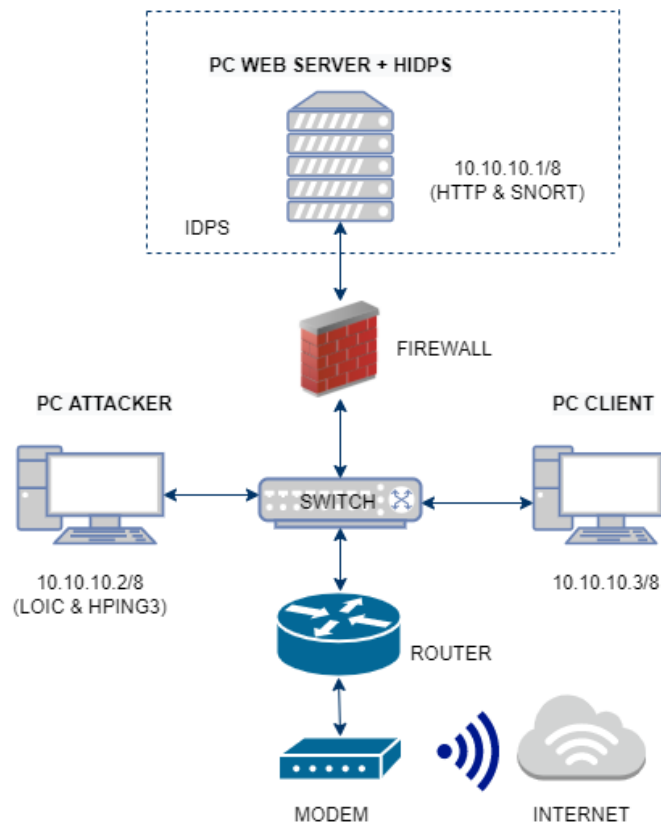 PC WEB SERVER + HIDPS
10.10.10.1/8
(HTTP & SNORT)
IDPS
FIREWALL
PC ATTACKER
PC CLIENT
SWITCH
10.10.10.2/8
(LOIC & HPING3)
10.10.10.3/8
ROUTER
MODEM
INTERNET